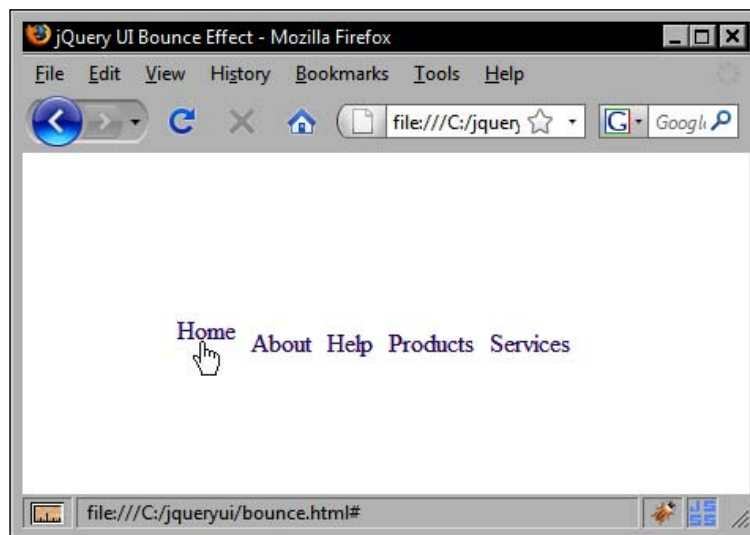 jQuery UI Bounce Effect - Mozilla Firefox
File Edit View History Bookmarks Tools Help
file:///C:/jquery G Google
Home About Help Products Services
file:///C:/jqueryui/bounce.html#